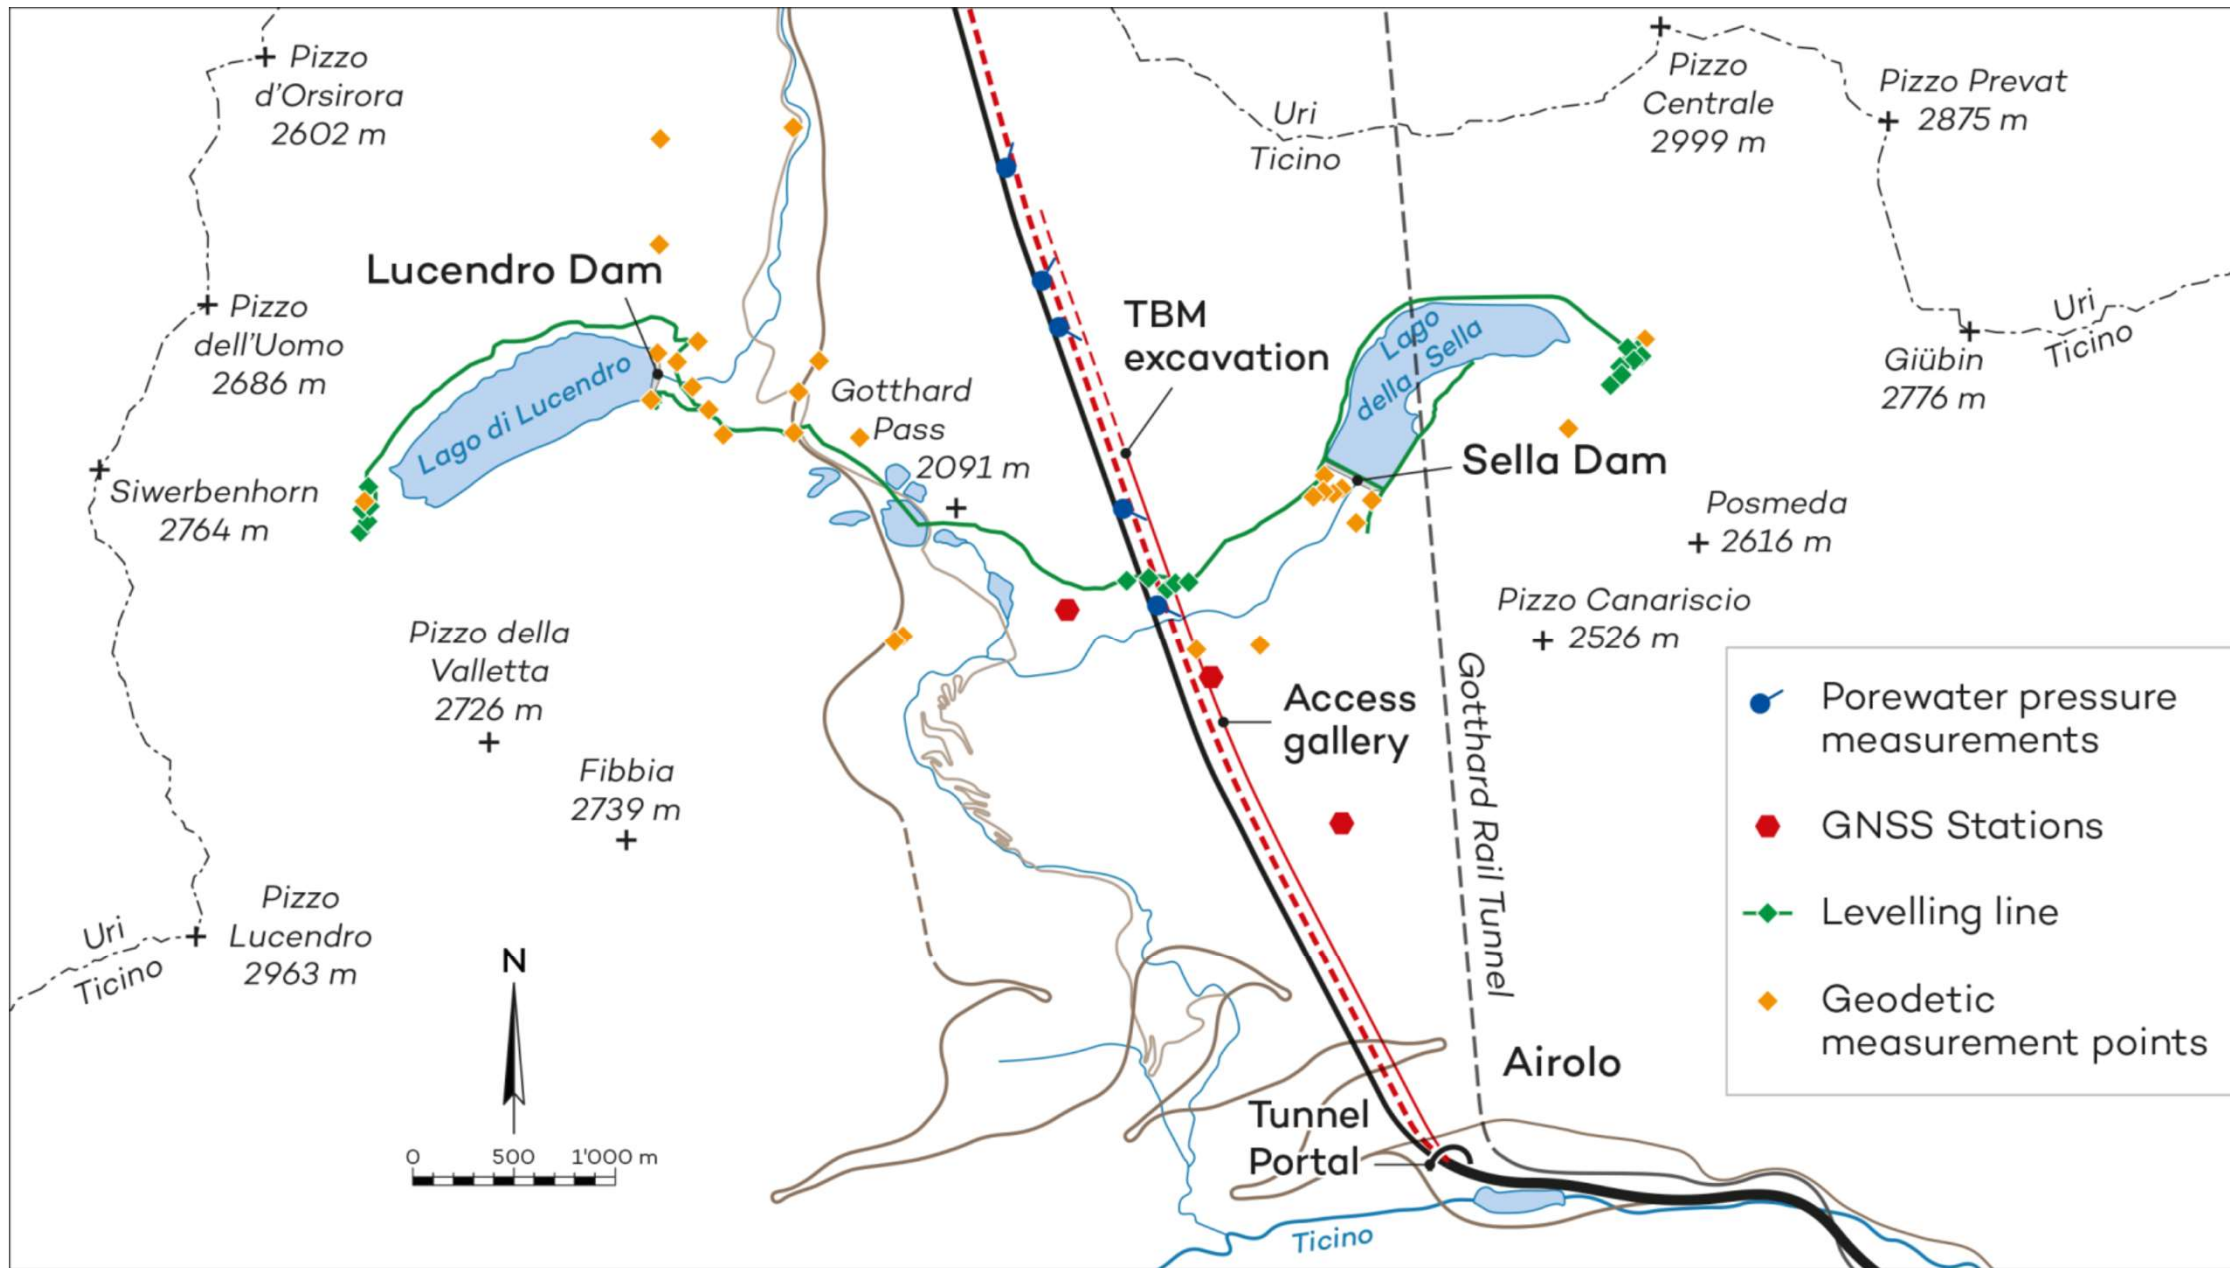 Pizzo
d'Orsirora
2602 m
Uri
Ticino
Pizzo
Centrale
2999 m
Pizzo Prevat
2875 m
Lucendro Dam
Pizzo
dell'Uomo
2686 m
Lago di Lucendro
Gotthard
Pass
2091 m
TBM
excavation
Lago
della Sella
Sella Dam
Uri
Ticino
Giübin
2776 m
Siwerbenhorn
2764 m
Posmeda
2616 m
Pizzo Canariscio
2526 m
Pizzo della
Valletta
2726 m
Fibbia
2739 m
Access
gallery
Gotthard Rail Tunnel
Porewater pressure
measurements
GNSS Stations
Levelling line
Geodetic
measurement points
Uri
Ticino
Pizzo
Lucendro
2963 m
N
0 500 1'000 m
Airolo
Tunnel
Portal
Ticino